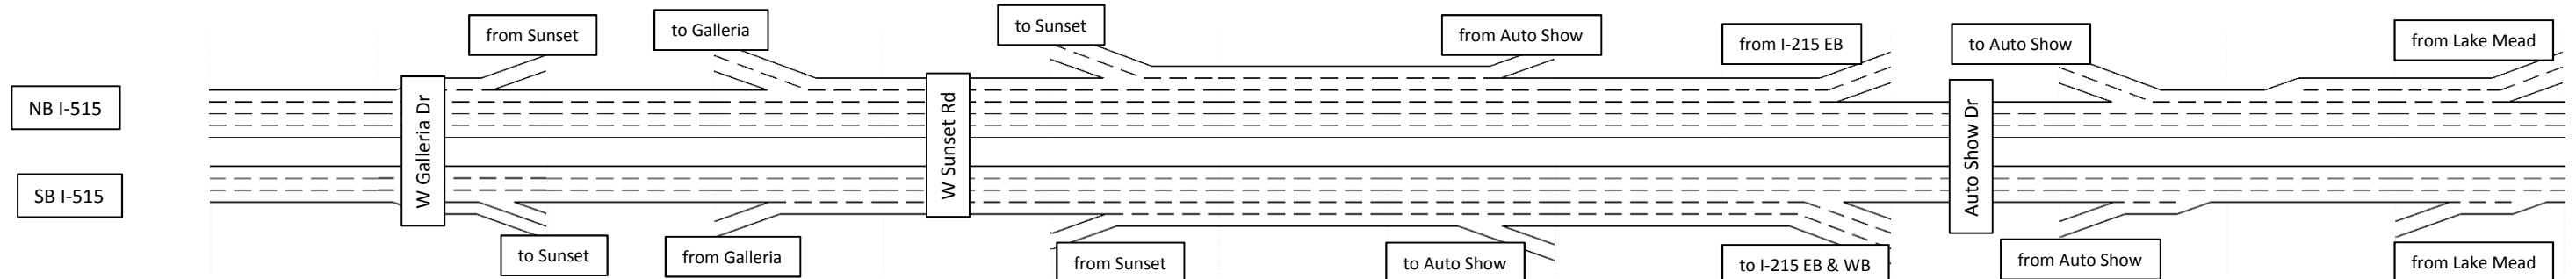 from Sunset
to Galleria
to Sunset
from Auto Show
from I-215 EB
to Auto Show
from Lake Mead
NB I-515
W Galleria Dr
W Sunset Rd
Auto Show Dr
SB I-515
to Sunset
from Galleria
from Sunset
to Auto Show
to I-215 EB & WB
from Auto Show
from Lake Mead